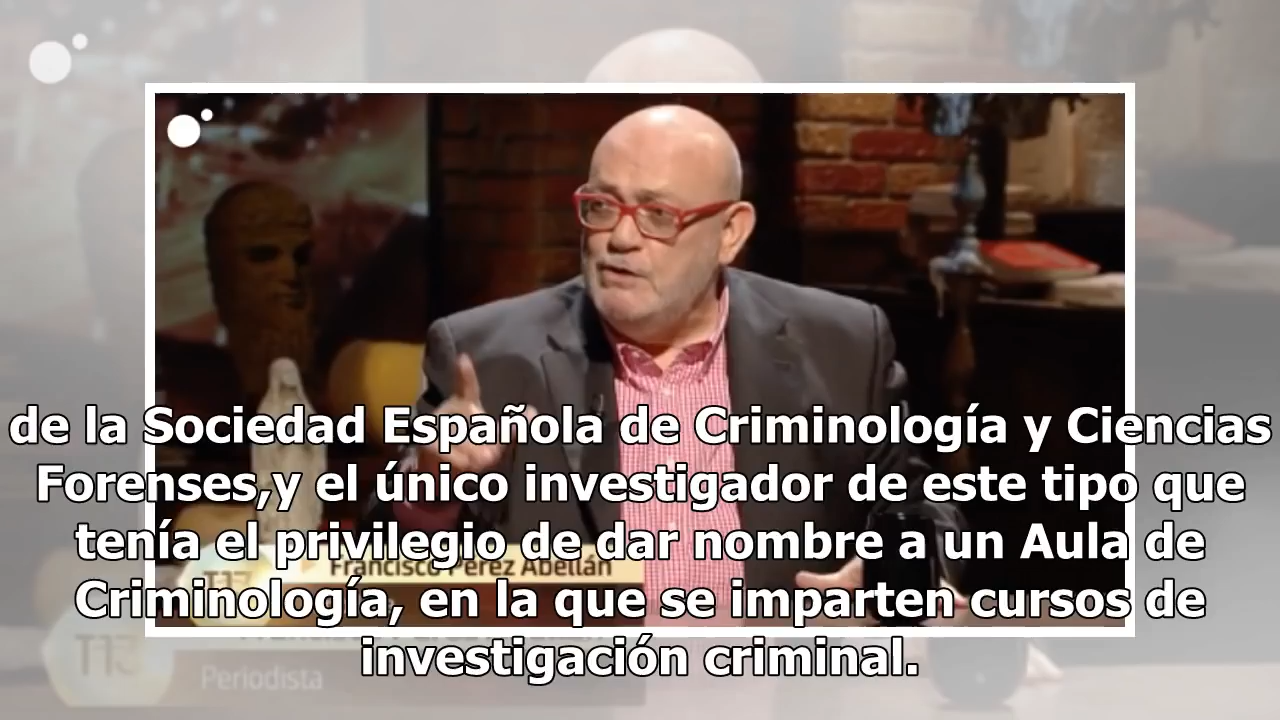 de la Sociedad Española de Criminología y Ciencias
Forenses,y el único investigador de este tipo que
tenía el privilegio de dar nombre a un Aula de
Criminología, en la que se imparten cursos de
investigación criminal.
Francisco Pérez Abellán
T13
Periodista